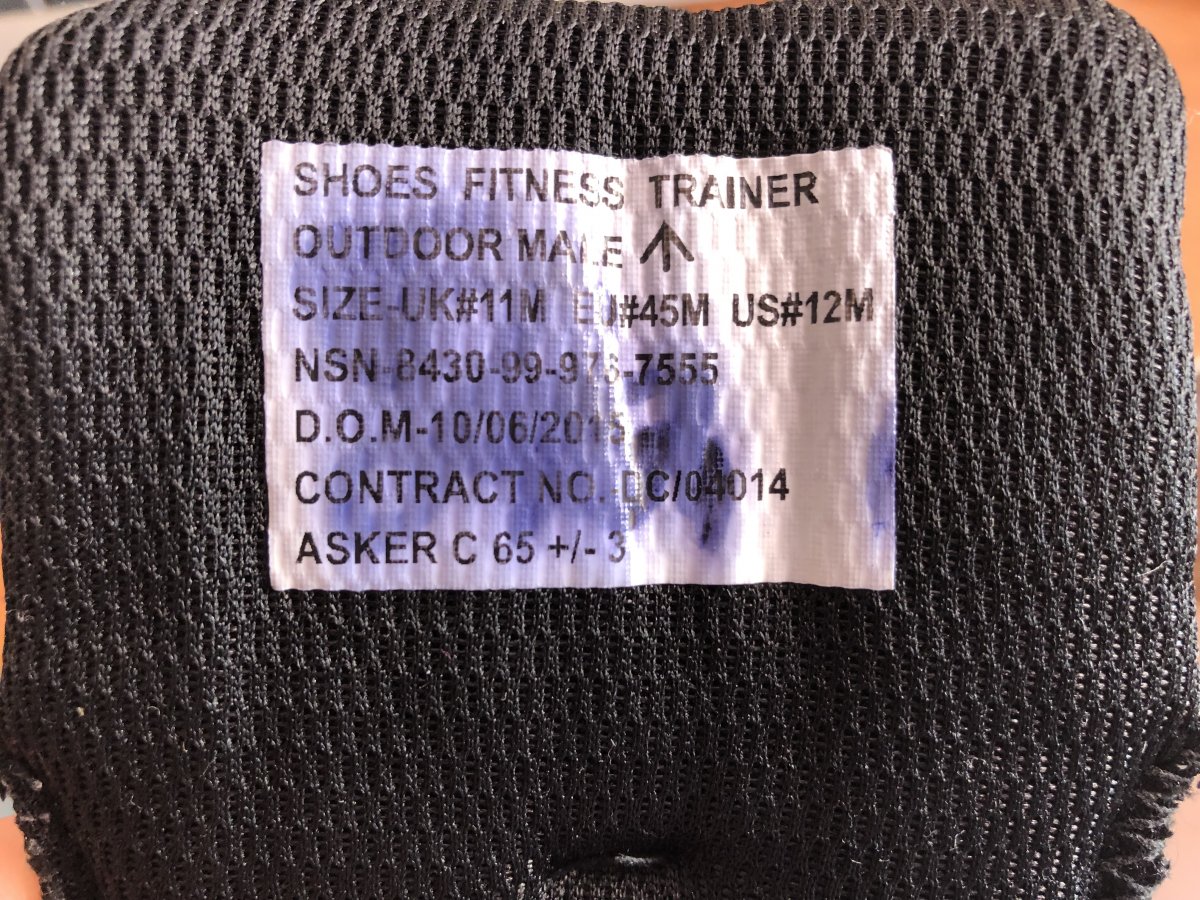 SHOES FITNESS TRAINER
OUTDOOR MALE
SIZE-UK#11M EU#45M US#12M
NSN-8430-99-976-7555
D.O.M-10/06/2015
CONTRACT NO.-DC/04014
ASKER C 65 +/- 3